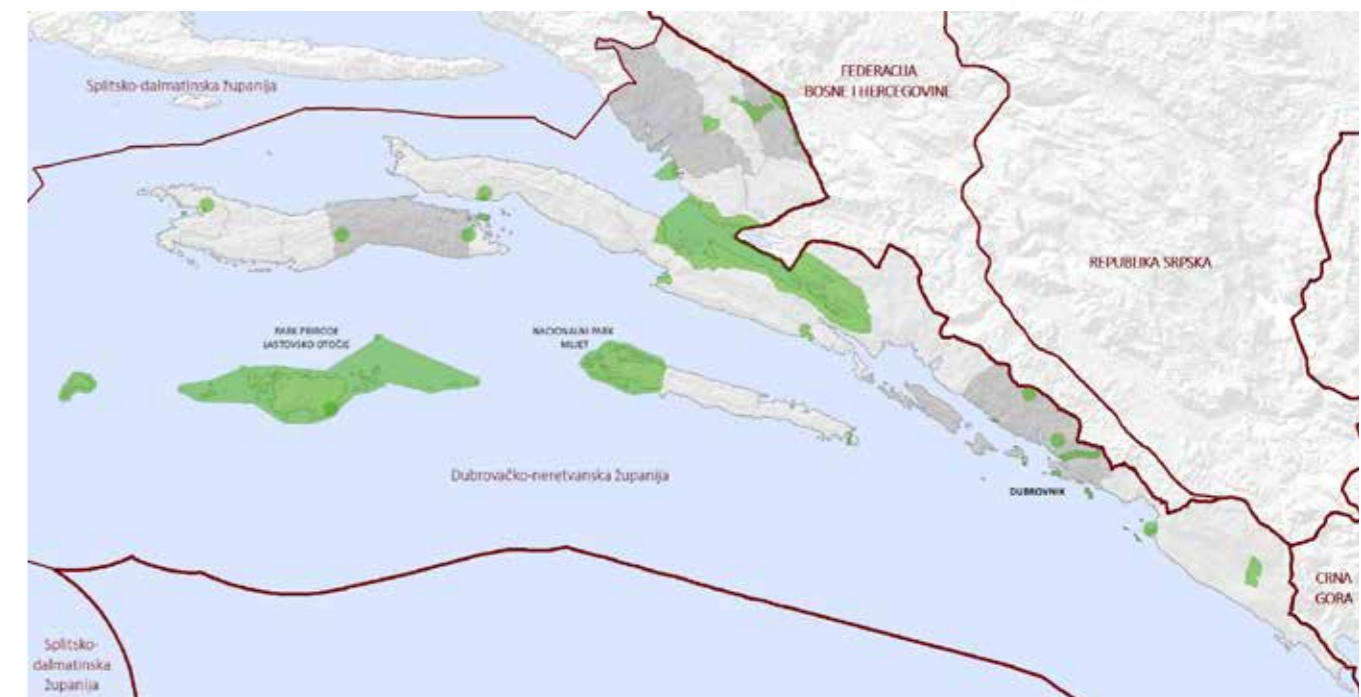 Splitsko-dalmatinska županija
FEDERACIJA
BOSNE I HERCEGOVINE
REPUBLIKA SRPSKA
PARK PRIRODE
LASTOVSKO OTOČJE
NACIONALNI PARK
MLJET
Dubrovačko-neretvanska županija
DUBROVNIK
CRNA
GORA
Splitsko-
dalmatinska
županija